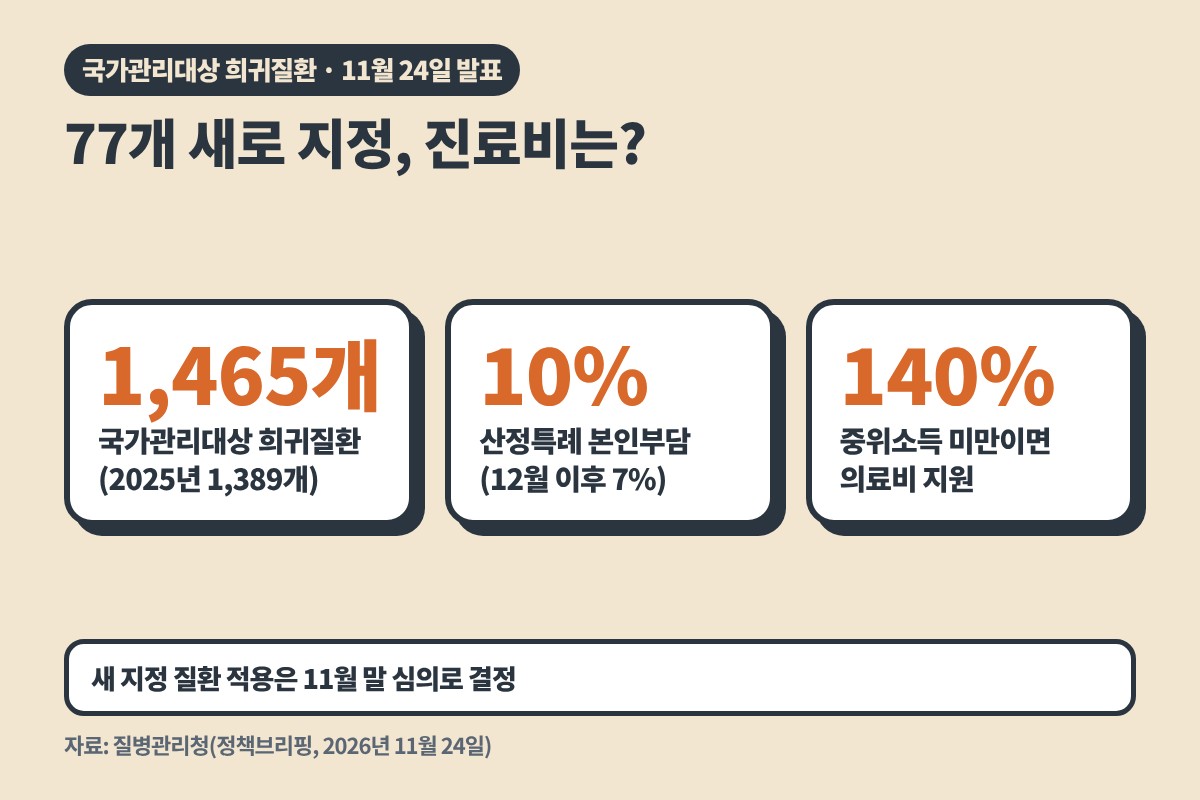 국가관리대상 희귀질환 · 11월 24일 발표
77개 새로 지정, 진료비는?
1,465개
국가관리대상 희귀질환
(2025년 1,389개)
10%
산정특례 본인부담
(12월 이후 7%)
140%
중위소득 미만이면
의료비 지원
새 지정 질환 적용은 11월 말 심의로 결정
자료: 질병관리청(정책브리핑, 2026년 11월 24일)